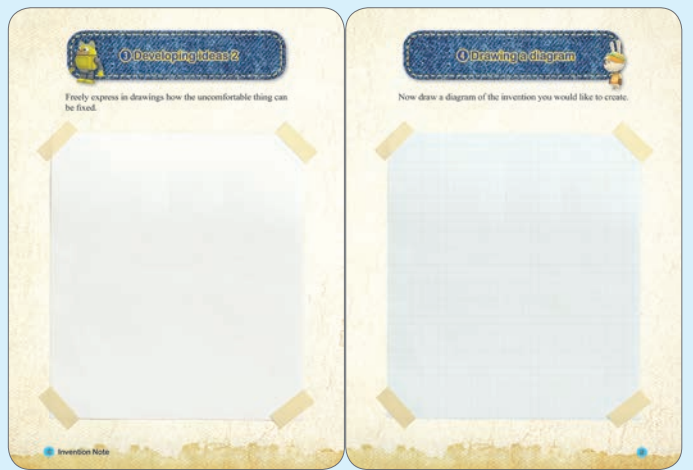 ① Developing ideas 2
Freely express in drawings how the uncomfortable thing can
be fixed.
Invention Note
④ Drawing a diagram
Now draw a diagram of the invention you would like to create.